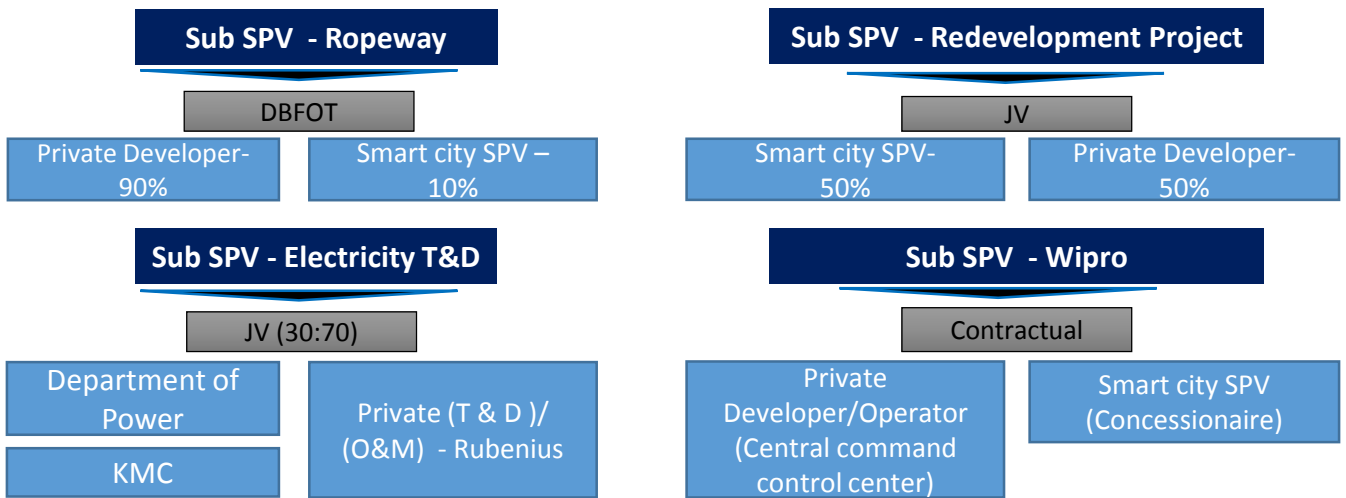 Sub SPV - Ropeway
DBFOT
Private Developer-
90%
Smart city SPV –
10%
Sub SPV - Redevelopment Project
JV
Smart city SPV-
50%
Private Developer-
50%
Sub SPV - Electricity T&D
JV (30:70)
Department of
Power
KMC
Private (T & D )/
(O&M) - Rubenius
Sub SPV - Wipro
Contractual
Private
Developer/Operator
(Central command
control center)
Smart city SPV
(Concessionaire)